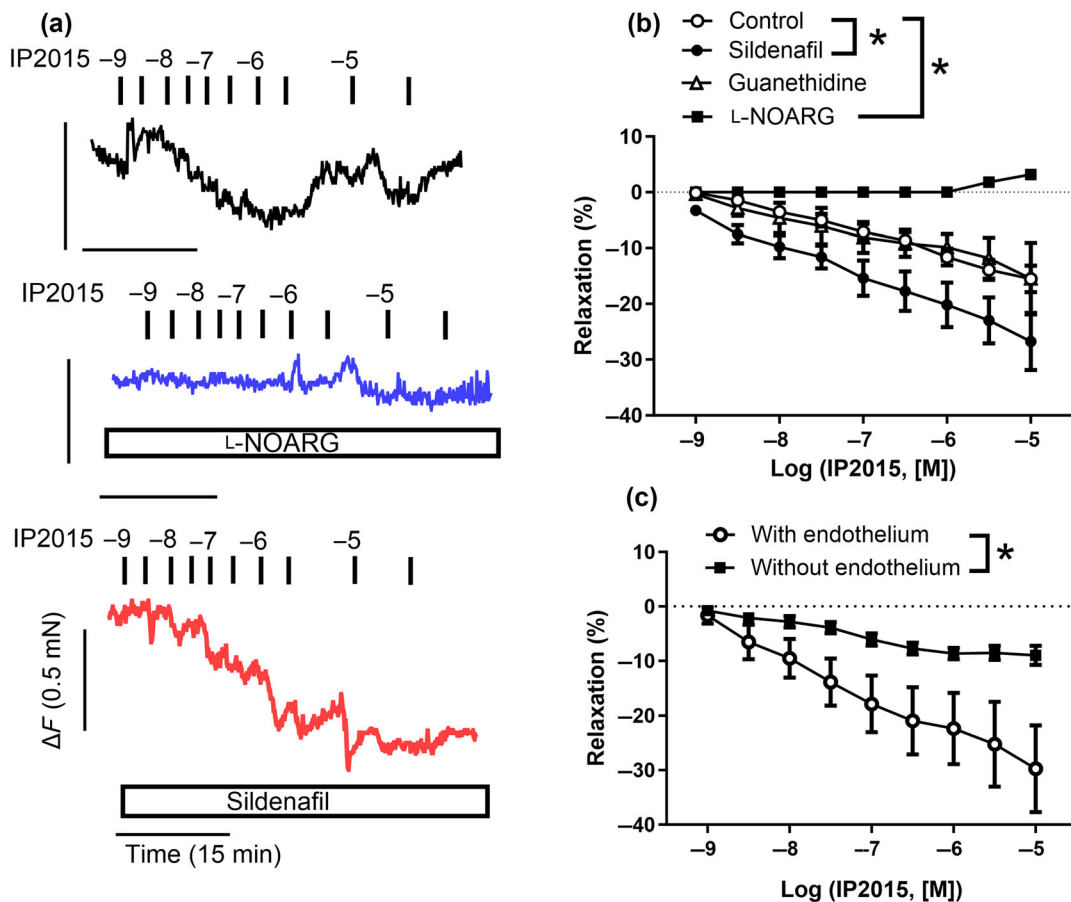 (a)
IP2015 –9 –8 –7 –6 –5
IP2015 –9 –8 –7 –6 –5
L-NOARG
IP2015 –9 –8 –7 –6 –5
ΔF (0.5 mN)
Sildenafil
Time (15 min)
(b)
Control
Sildenafil
Guanethidine
L-NOARG
*
*
10
0
–10
–20
–30
–40
Relaxation (%)
–9 –8 –7 –6 –5
Log (IP2015, [M])
(c)
With endothelium
Without endothelium
*
10
0
–10
–20
–30
–40
Relaxation (%)
–9 –8 –7 –6 –5
Log (IP2015, [M])